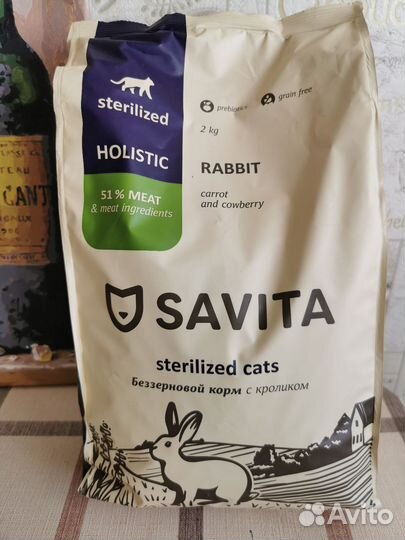 sterilized
HOLISTIC
51% MEAT
& meat ingredients
prebiotics
grain free
2 kg
RABBIT
carrot
and cowberry
SAVITA
sterilized cats
Беззерновой корм с кроликом
CANT
Avito